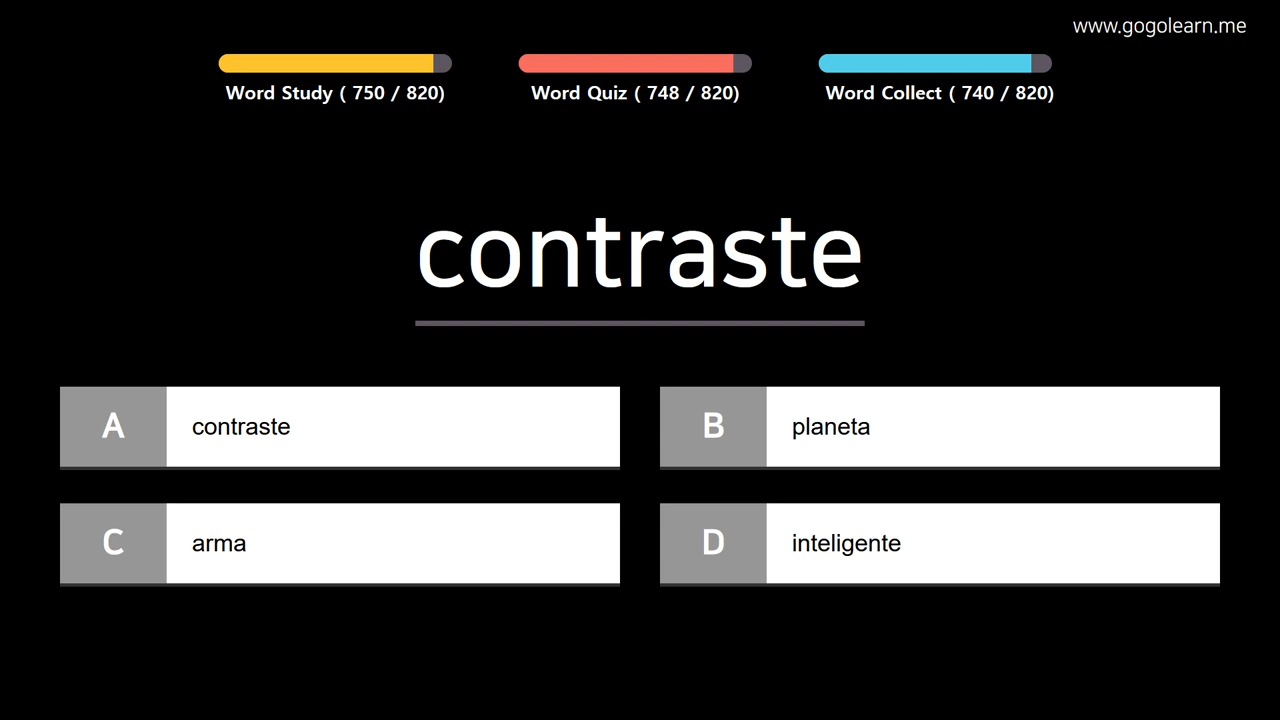 www.gogolearn.me
Word Study ( 750 / 820)
Word Quiz ( 748 / 820)
Word Collect ( 740 / 820)
contraste
A contraste
B planeta
C arma
D inteligente